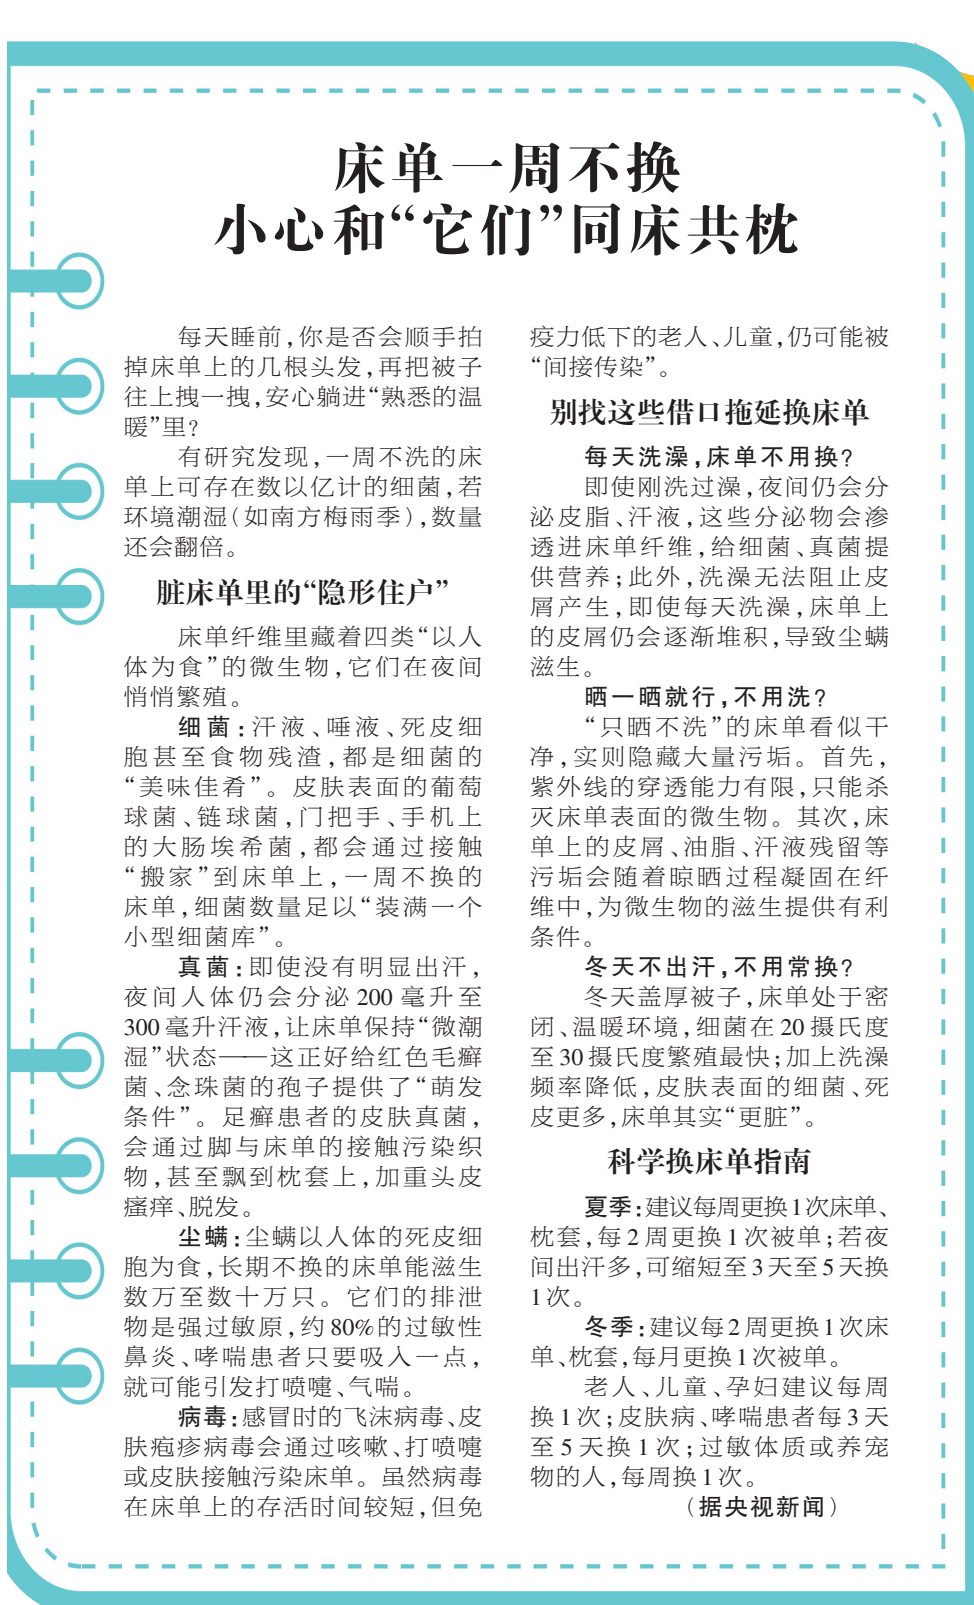 床单一周不换
小心和“它们”同床共枕
每天睡前，你是否会顺手拍
掉床单上的几根头发，再把被子
往上拽一拽，安心躺进“熟悉的温
暖”里？
有研究发现，一周不洗的床
单上可存在数以亿计的细菌，若
环境潮湿（如南方梅雨季），数量
还会翻倍。
脏床单里的“隐形住户”
床单纤维里藏着四类“以人
体为食”的微生物，它们在夜间
悄悄繁殖。
细菌：汗液、唾液、死皮细
胞甚至食物残渣，都是细菌的
“美味佳肴”。皮肤表面的葡萄
球菌、链球菌，门把手、手机上
的大肠埃希菌，都会通过接触
“搬家”到床单上，一周不换的
床单，细菌数量足以“装满一个
小型细菌库”。
真菌：即使没有明显出汗，
夜间人体仍会分泌200毫升至
300毫升汗液，让床单保持“微潮
湿”状态——这正好给红色毛癣
菌、念珠菌的孢子提供了“萌发
条件”。足癣患者的皮肤真菌，
会通过脚与床单的接触污染织
物，甚至飘到枕套上，加重头皮
瘙痒、脱发。
尘螨：尘螨以人体的死皮细
胞为食，长期不换的床单能滋生
数万至数十万只。它们的排泄
物是强过敏原，约80%的过敏性
鼻炎、哮喘患者只要吸入一点，
就可能引发打喷嚏、气喘。
病毒：感冒时的飞沫病毒、皮
肤疱疹病毒会通过咳嗽、打喷嚏
或皮肤接触污染床单。虽然病毒
在床单上的存活时间较短，但免
疫力低下的老人、儿童，仍可能被
“间接传染”。
别找这些借口拖延换床单
每天洗澡，床单不用换？
即使刚洗过澡，夜间仍会分
泌皮脂、汗液，这些分泌物会渗
透进床单纤维，给细菌、真菌提
供营养；此外，洗澡无法阻止皮
屑产生，即使每天洗澡，床单上
的皮屑仍会逐渐堆积，导致尘螨
滋生。
晒一晒就行，不用洗？
“只晒不洗”的床单看似干
净，实则隐藏大量污垢。首先，
紫外线的穿透能力有限，只能杀
灭床单表面的微生物。其次，床
单上的皮屑、油脂、汗液残留等
污垢会随着晾晒过程凝固在纤
维中，为微生物的滋生提供有利
条件。
冬天不出汗，不用常换？
冬天盖厚被子，床单处于密
闭、温暖环境，细菌在20摄氏度
至30摄氏度繁殖最快；加上洗澡
频率降低，皮肤表面的细菌、死
皮更多，床单其实“更脏”。
科学换床单指南
夏季：建议每周更换1次床单、
枕套，每2周更换1次被单；若夜
间出汗多，可缩短至3天至5天换
1次。
冬季：建议每2周更换1次床
单、枕套，每月更换1次被单。
老人、儿童、孕妇建议每周
换1次；皮肤病、哮喘患者每3天
至5天换1次；过敏体质或养宠
物的人，每周换1次。
（据央视新闻）